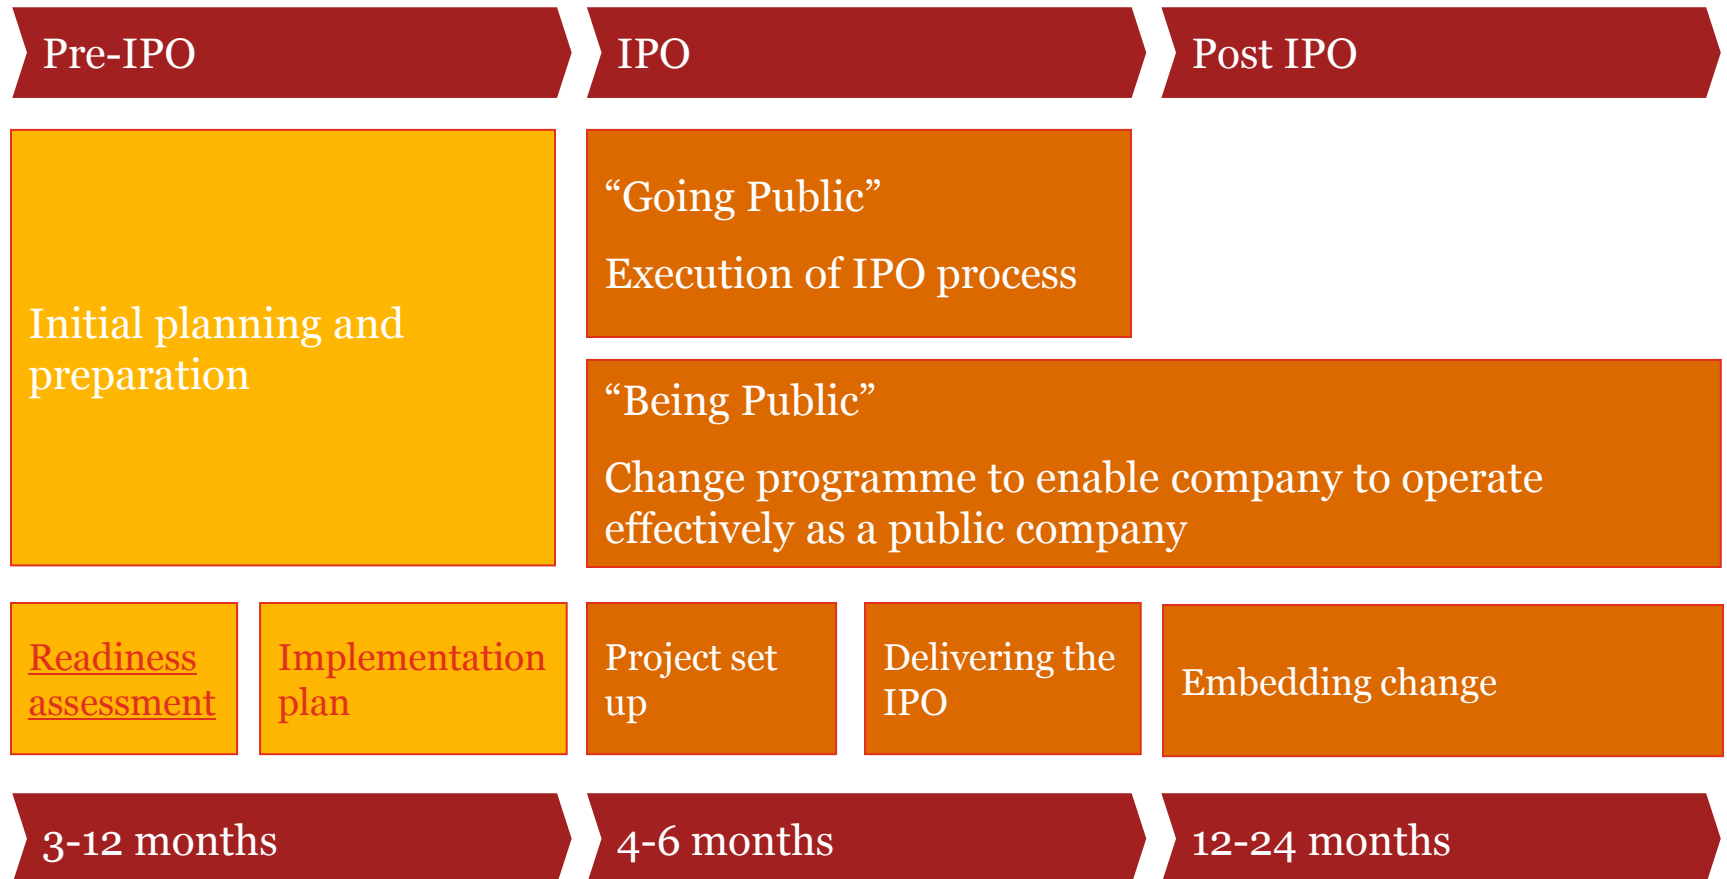 Pre-IPO
IPO
Post IPO
Initial planning and
preparation
“Going Public”
Execution of IPO process
“Being Public”
Change programme to enable company to operate
effectively as a public company
Readiness
assessment
Implementation
plan
Project set
up
Delivering the
IPO
Embedding change
3-12 months
4-6 months
12-24 months